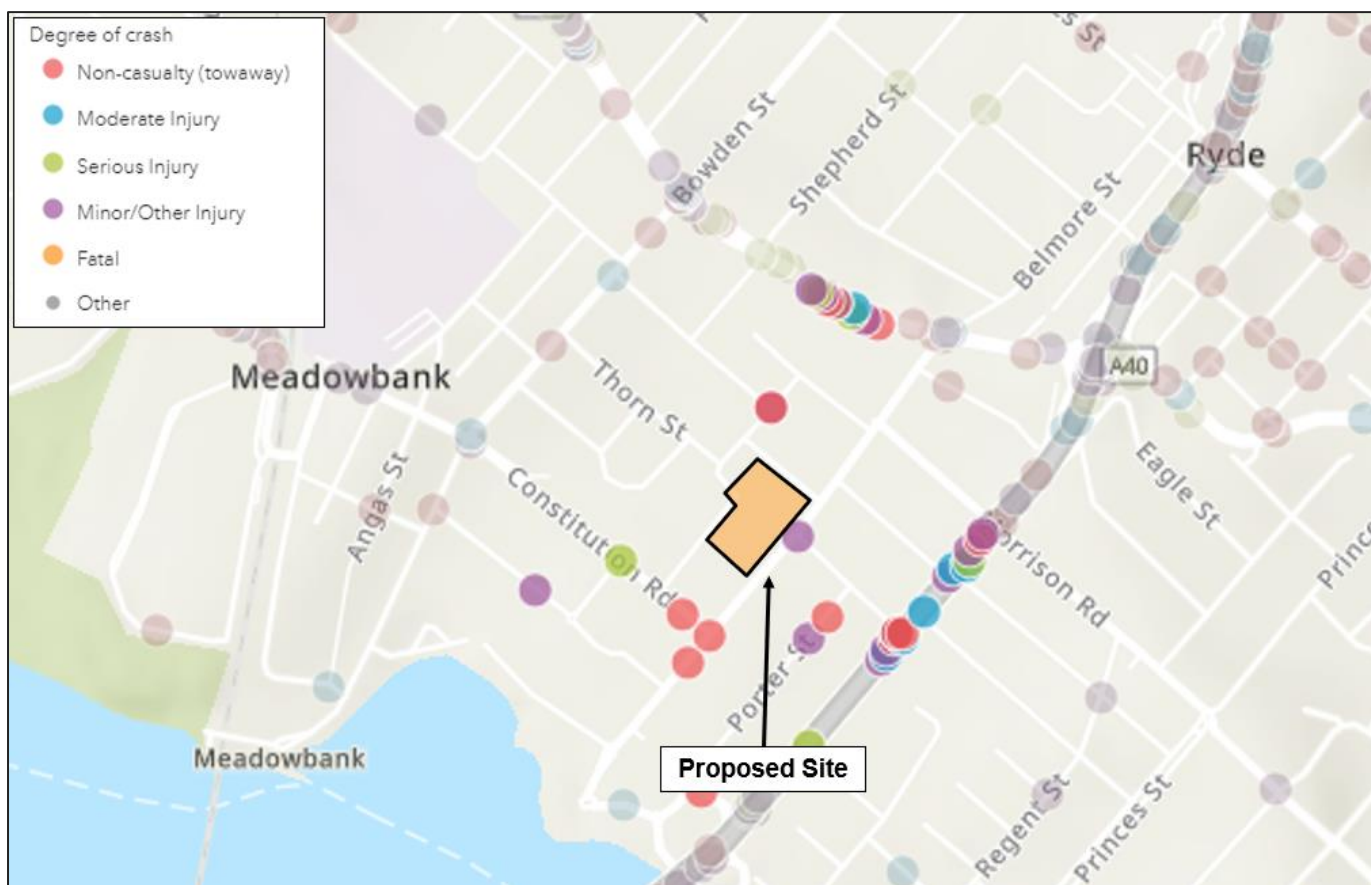 Degree of crash
Non-casualty (towaway)
Moderate Injury
Serious Injury
Minor/Other Injury
Fatal
Other
Bowden St
Shepherd St
Belmore St
Ryde
A40
Meadowbank
Thorn St
Angas St
Constitution Rd
Eagle St
Morrison Rd
Porter St
Proposed Site
Meadowbank
Regent St
Princes St